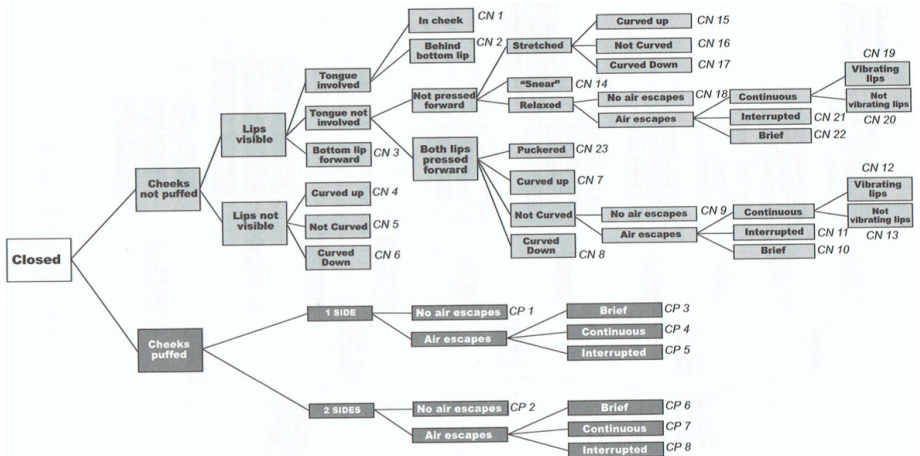 Closed
Cheeks
not puffed
Cheeks
puffed
Lips
visible
Lips not
visible
Tongue
involved
Tongue not
involved
Bottom lip
forward
CN 3
Curved up
CN 4
Not Curved
CN 5
Curved
Down
CN 6
In cheek
CN 1
Behind
bottom lip
CN 2
Not pressed
forward
Both lips
pressed
forward
Stretched
"Snear"
CN 14
Relaxed
Curved up
CN 15
Not Curved
CN 16
Curved Down
CN 17
No air escapes
CN 18
Air escapes
Continuous
Interrupted
CN 21
Brief
CN 22
CN 19
Vibrating
lips
Not
vibrating lips
CN 20
Puckered
CN 23
Curved up
CN 7
Not Curved
Curved
Down
CN 8
No air escapes
CN 9
Air escapes
Continuous
Interrupted
CN 11
Brief
CN 10
CN 12
Vibrating
lips
Not
vibrating lips
CN 13
1 SIDE
No air escapes
CP 1
Air escapes
Brief
CP 3
Continuous
CP 4
Interrupted
CP 5
2 SIDES
No air escapes
CP 2
Air escapes
Brief
CP 6
Continuous
CP 7
Interrupted
CP 8